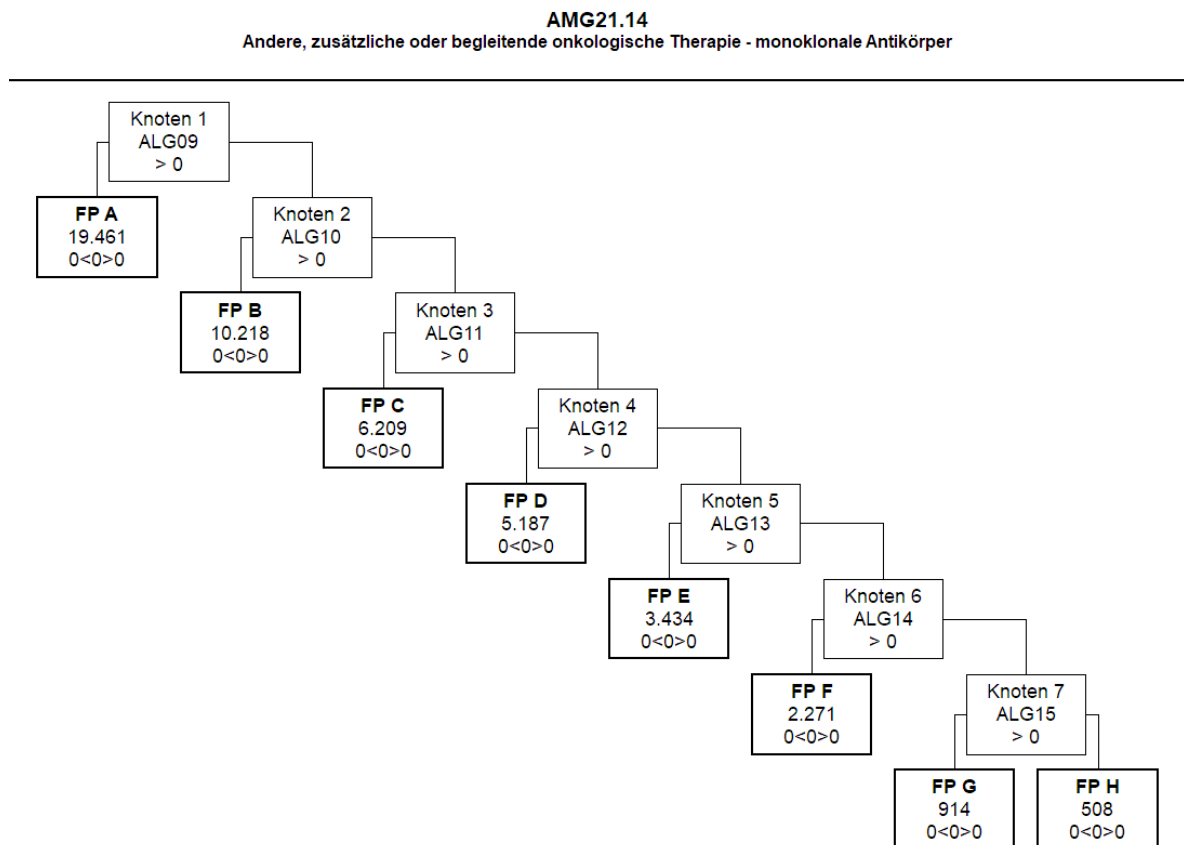 AMG21.14
Andere, zusätzliche oder begleitende onkologische Therapie - monoklonale Antikörper
Knoten 1
ALG09
> 0
FP A
19.461
0<0>0
Knoten 2
ALG10
> 0
FP B
10.218
0<0>0
Knoten 3
ALG11
> 0
FP C
6.209
0<0>0
Knoten 4
ALG12
> 0
FP D
5.187
0<0>0
Knoten 5
ALG13
> 0
FP E
3.434
0<0>0
Knoten 6
ALG14
> 0
FP F
2.271
0<0>0
Knoten 7
ALG15
> 0
FP G
914
0<0>0
FP H
508
0<0>0